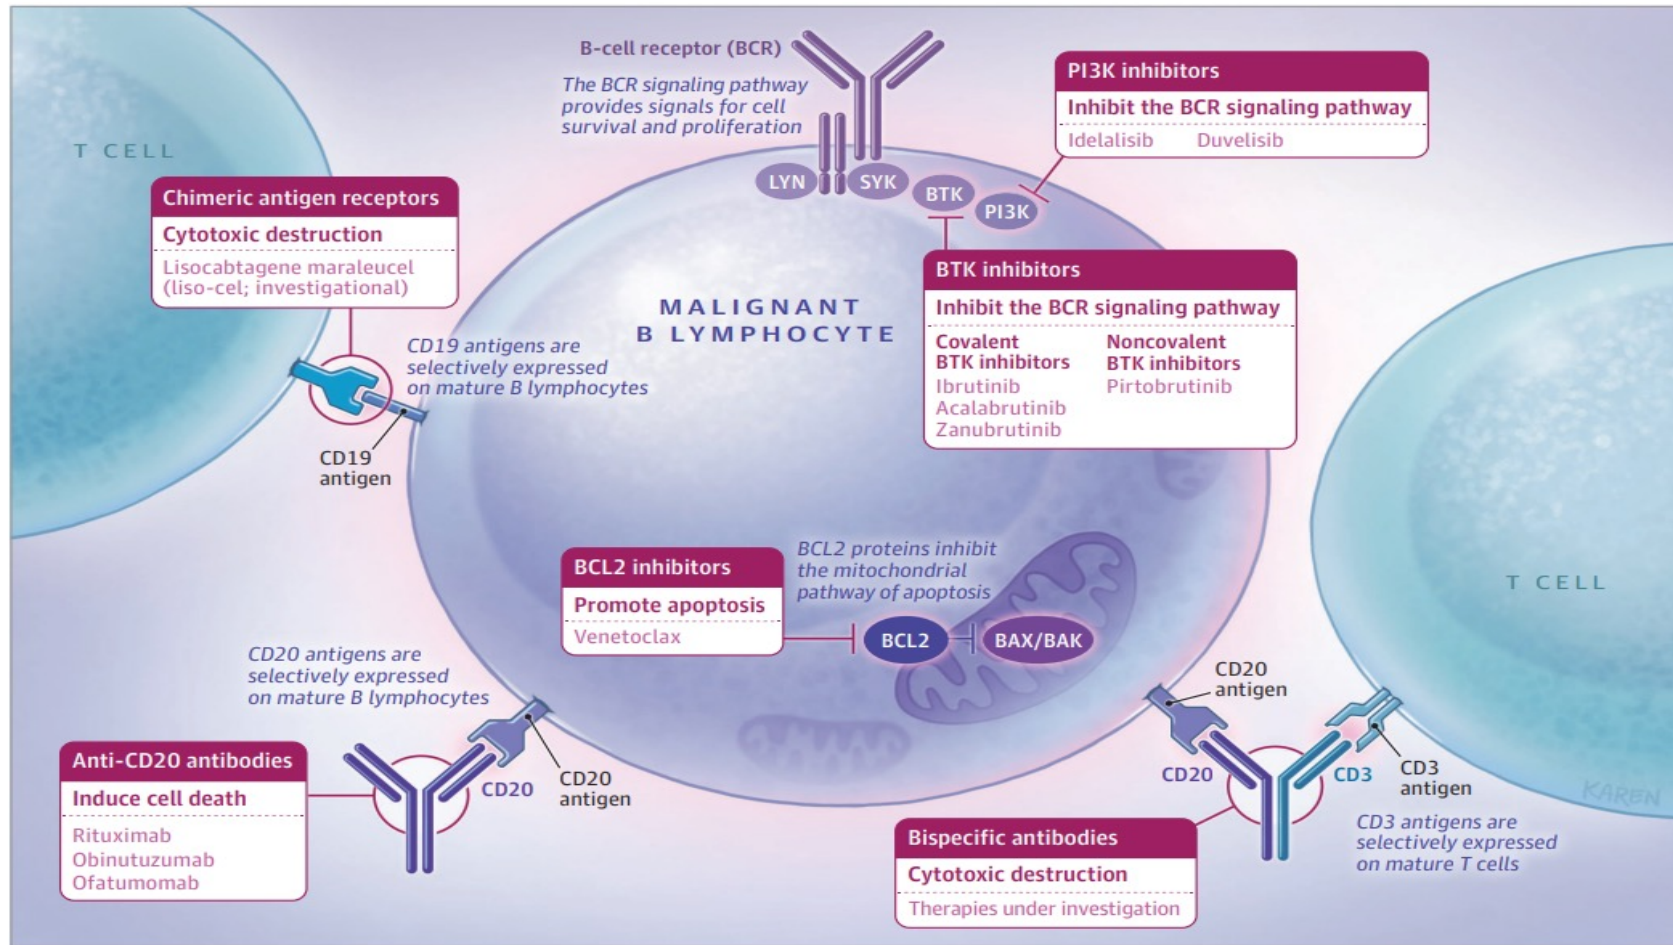 B-cell receptor (BCR)
The BCR signaling pathway
provides signals for cell
survival and proliferation
PI3K inhibitors
Inhibit the BCR signaling pathway
Idelalisib Duvelisib
T CELL
LYN
SYK
BTK
PI3K
Chimeric antigen receptors
Cytotoxic destruction
Lisocabtagene maraleucel
(liso-cel; investigational)
BTK inhibitors
Inhibit the BCR signaling pathway
Covalent
BTK inhibitors
Ibrutinib
Acalabrutinib
Zanubrutinib
Noncovalent
BTK inhibitors
Pirtobrutinib
MALIGNANT
B LYMPHOCYTE
CD19 antigens are
selectively expressed
on mature B lymphocytes
CD19
antigen
BCL2 inhibitors
Promote apoptosis
Venetoclax
BCL2 proteins inhibit
the mitochondrial
pathway of apoptosis
BCL2
BAX/BAK
T CELL
CD20 antigens are
selectively expressed
on mature B lymphocytes
Anti-CD20 antibodies
Induce cell death
Rituximab
Obinutuzumab
Ofatumomab
CD20
CD20
antigen
CD20
antigen
CD20
CD3
CD3
antigen
CD3 antigens are
selectively expressed
on mature T cells
Bispecific antibodies
Cytotoxic destruction
Therapies under investigation
KAREN